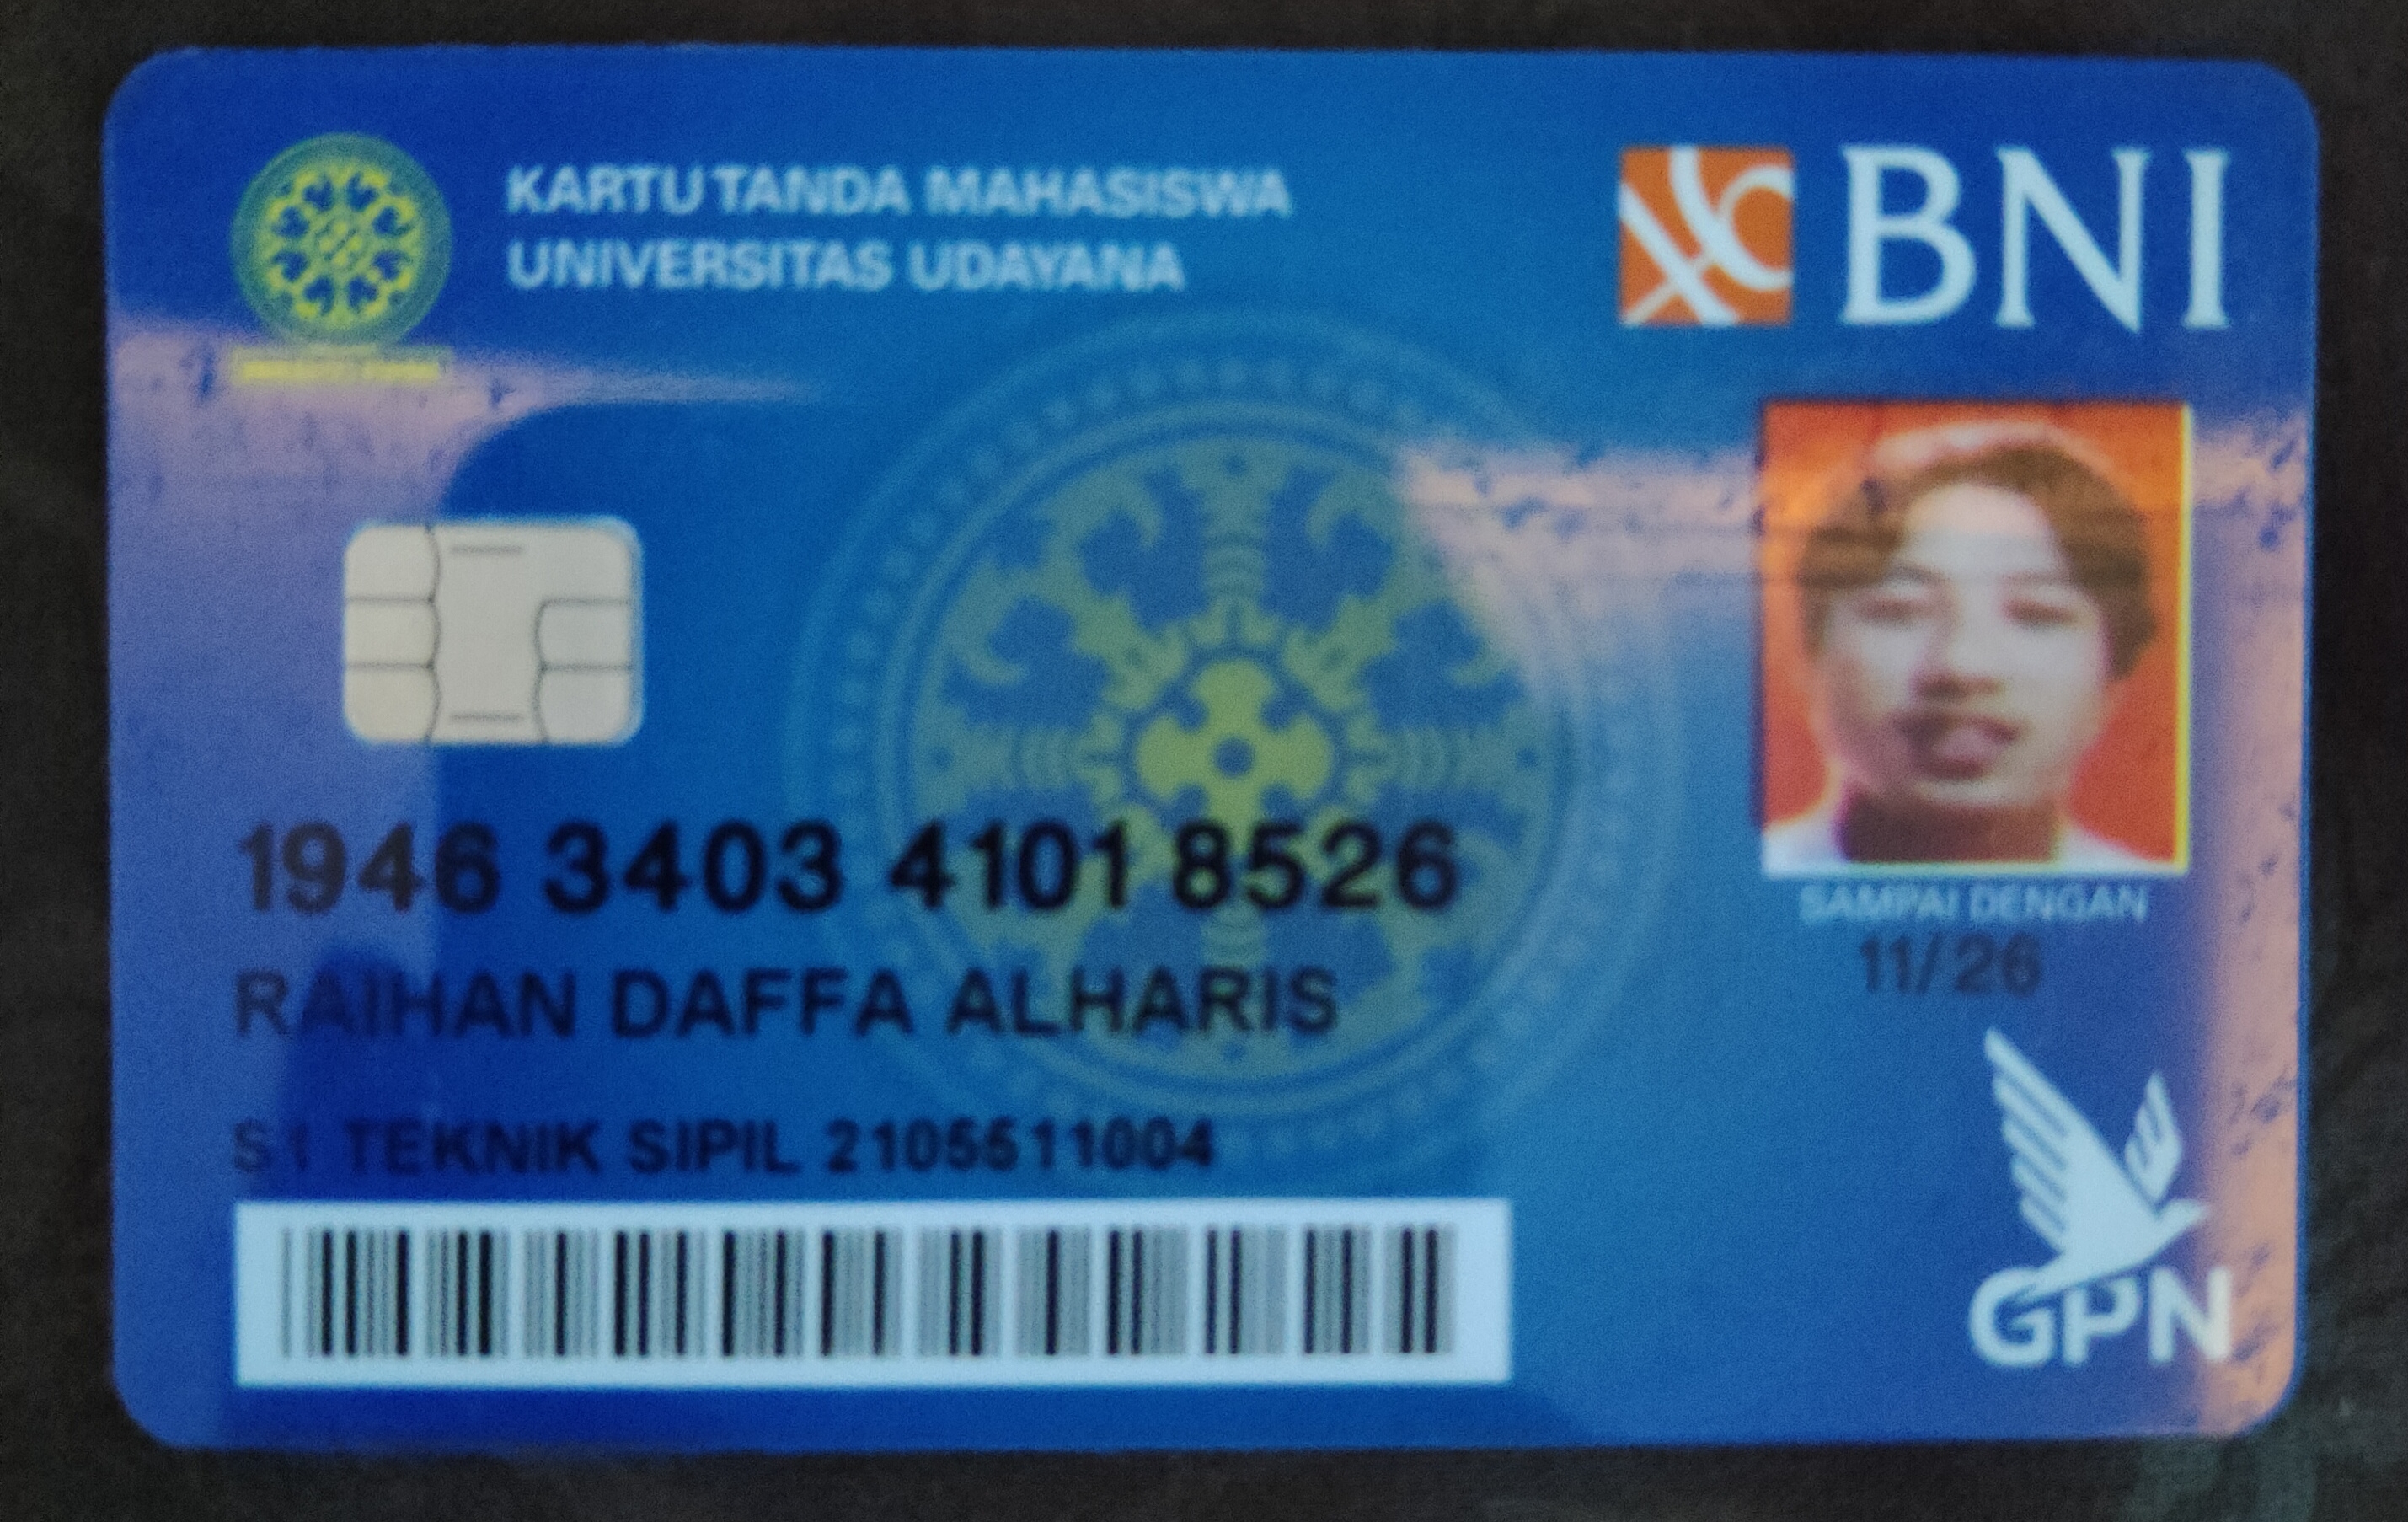 KARTU TANDA MAHASISWA
UNIVERSITAS UDAYANA
BNI
1946 3403 4101 8526
SAMPAI DENGAN
11/26
RAIHAN DAFFA ALHARIS
S1 TEKNIK SIPIL 2105511004
GPN